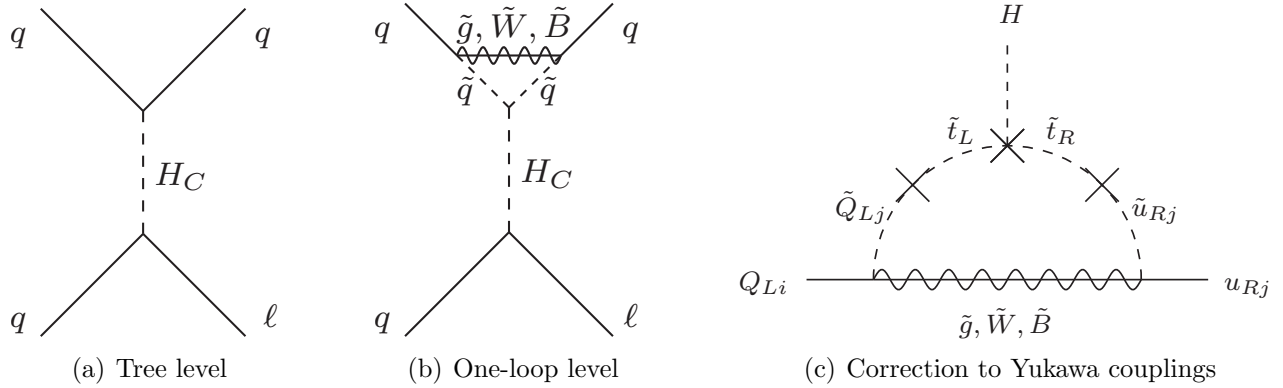 q
q
H_C
q
ℓ
(a) Tree level
q
g̃, W̃, B̃
q
q̃
q̃
H_C
q
ℓ
(b) One-loop level
H
t̃_L
t̃_R
Q̃_{Lj}
ũ_{Rj}
Q_{Li}
u_{Rj}
g̃, W̃, B̃
(c) Correction to Yukawa couplings